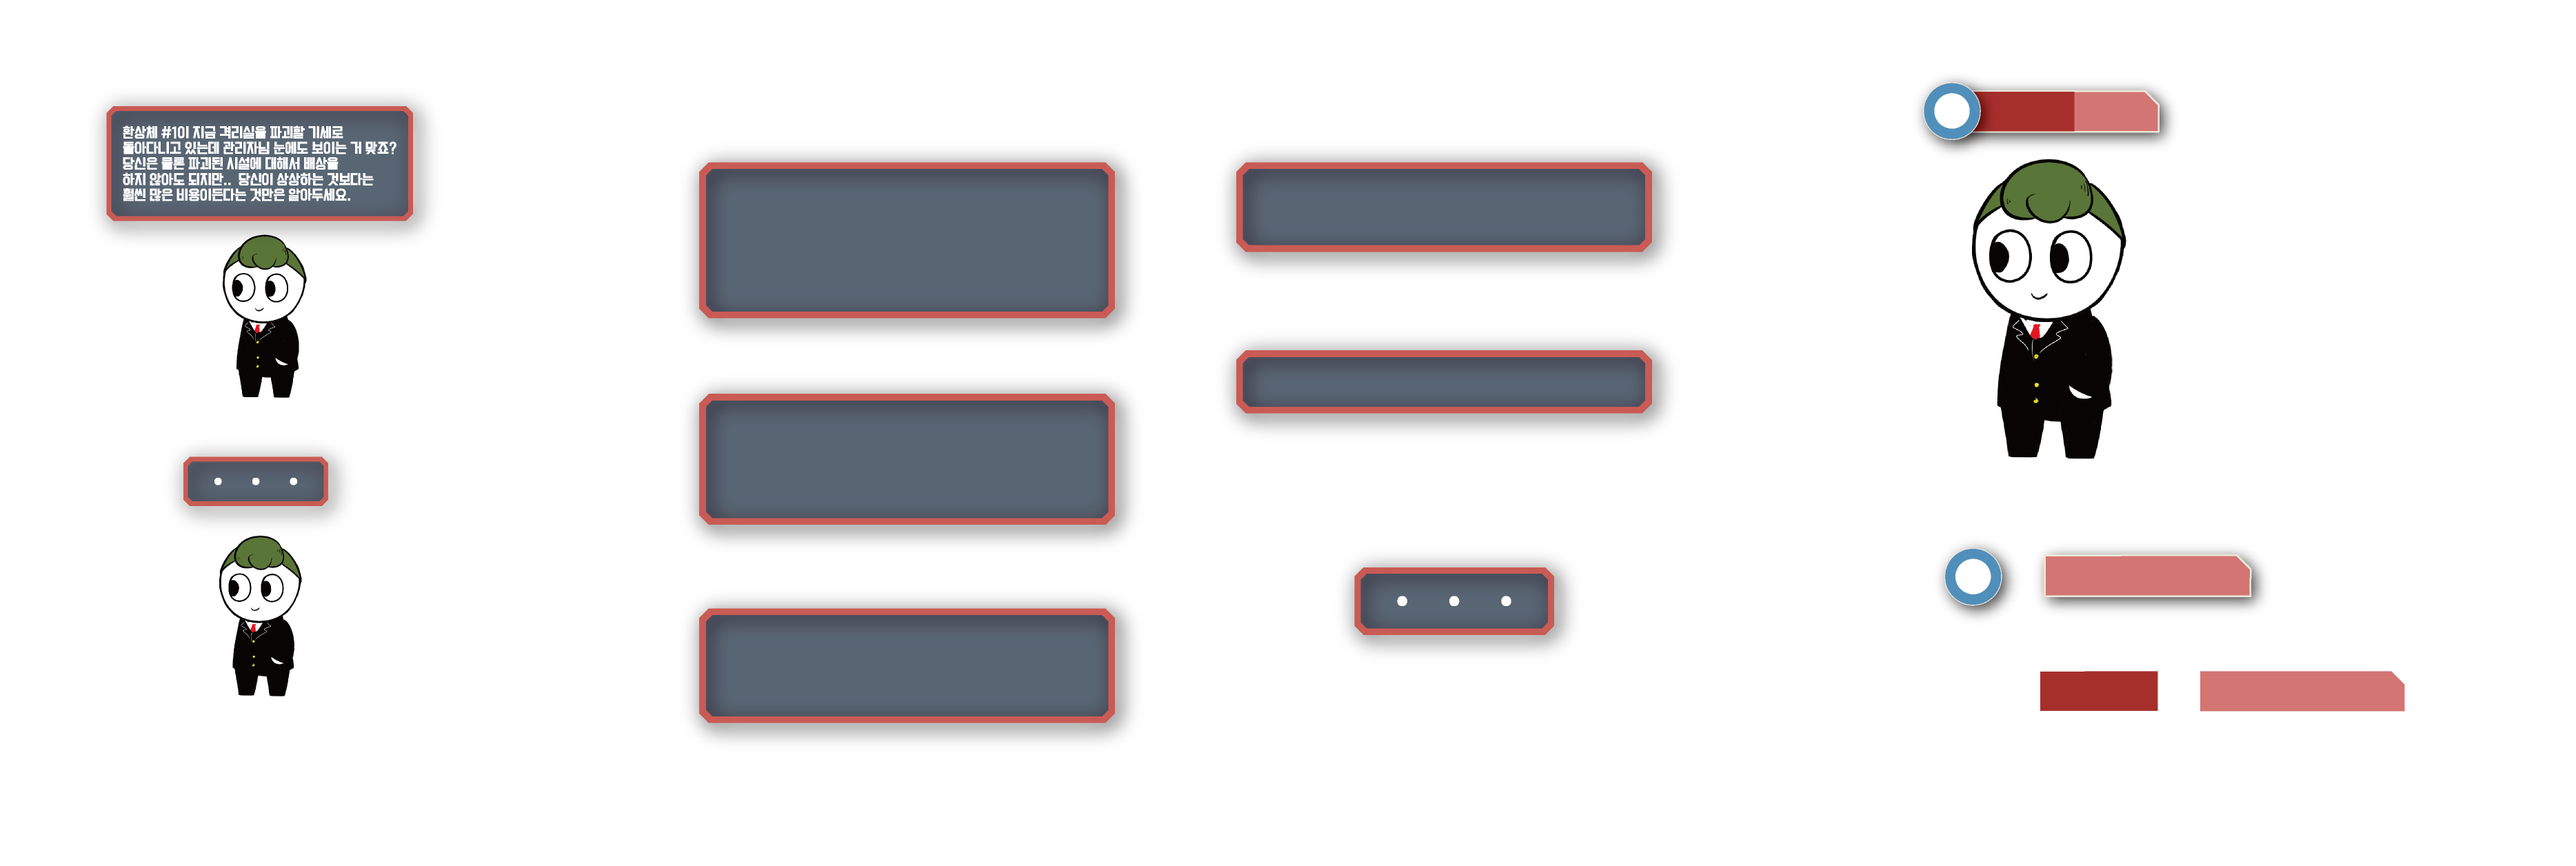 환상체 #101 지금 격리실을 파괴할 기세로
돌아다니고 있는데 관리자님 눈에도 보이는 거 맞죠?
당신은 물론 파괴된 시설에 대해서 배상을
하지 않아도 되지만.. 당신이 상상하는 것보다는
훨씬 많은 비용이든다는 것만은 알아두세요.